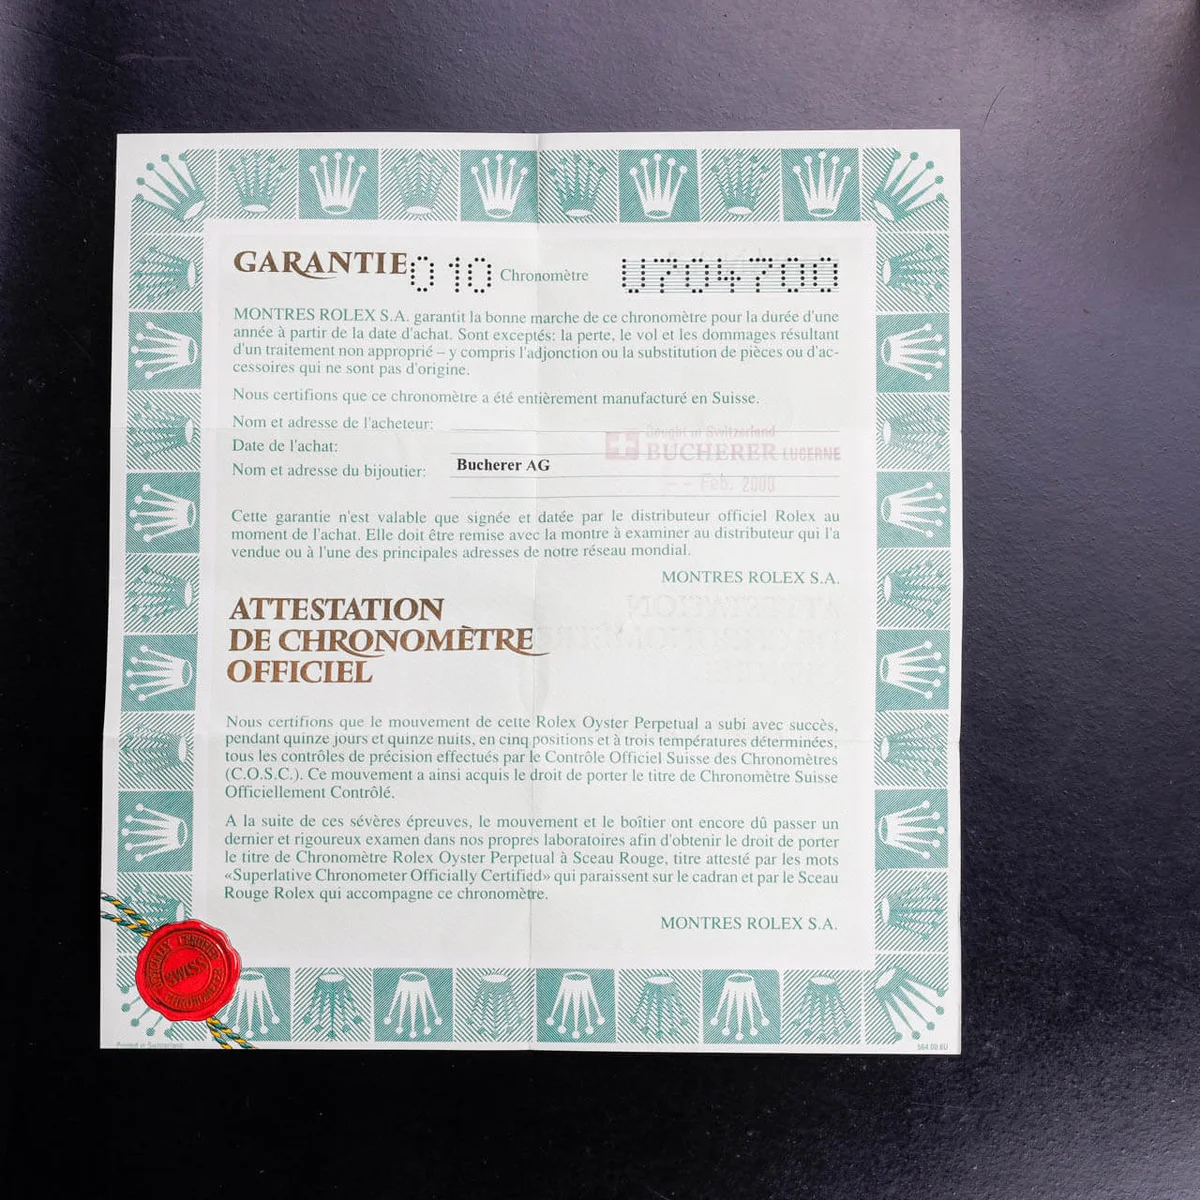 GARANTIE 010 Chronomètre U704700
MONTRES ROLEX S.A. garantit la bonne marche de ce chronomètre pour la durée d'une
année à partir de la date d'achat. Sont exceptés: la perte, le vol et les dommages résultant
d'un traitement non approprié – y compris l'adjonction ou la substitution de pièces ou d'ac-
cessoires qui ne sont pas d'origine.
Nous certifions que ce chronomètre a été entièrement manufacturé en Suisse.
Nom et adresse de l'acheteur:
Date de l'achat:
Nom et adresse du bijoutier: Bucherer AG
Bought in Switzerland
BUCHERER LUCERNE
-- Feb. 2000
Cette garantie n'est valable que signée et datée par le distributeur officiel Rolex au
moment de l'achat. Elle doit être remise avec la montre à examiner au distributeur qui l'a
vendue ou à l'une des principales adresses de notre réseau mondial.
MONTRES ROLEX S.A.
ATTESTATION
DE CHRONOMÈTRE
OFFICIEL
Nous certifions que le mouvement de cette Rolex Oyster Perpetual a subi avec succès,
pendant quinze jours et quinze nuits, en cinq positions et à trois températures déterminées,
tous les contrôles de précision effectués par le Contrôle Officiel Suisse des Chronomètres
(C.O.S.C.). Ce mouvement a ainsi acquis le droit de porter le titre de Chronomètre Suisse
Officiellement Contrôlé.
A la suite de ces sévères épreuves, le mouvement et le boîtier ont encore dû passer un
dernier et rigoureux examen dans nos propres laboratoires afin d'obtenir le droit de porter
le titre de Chronomètre Rolex Oyster Perpetual à Sceau Rouge, titre attesté par les mots
«Superlative Chronometer Officially Certified» qui paraissent sur le cadran et par le Sceau
Rouge Rolex qui accompagne ce chronomètre.
MONTRES ROLEX S.A.
OFFICIALLY CERTIFIED
SWISS
CHRONOMETER
Printed in Switzerland